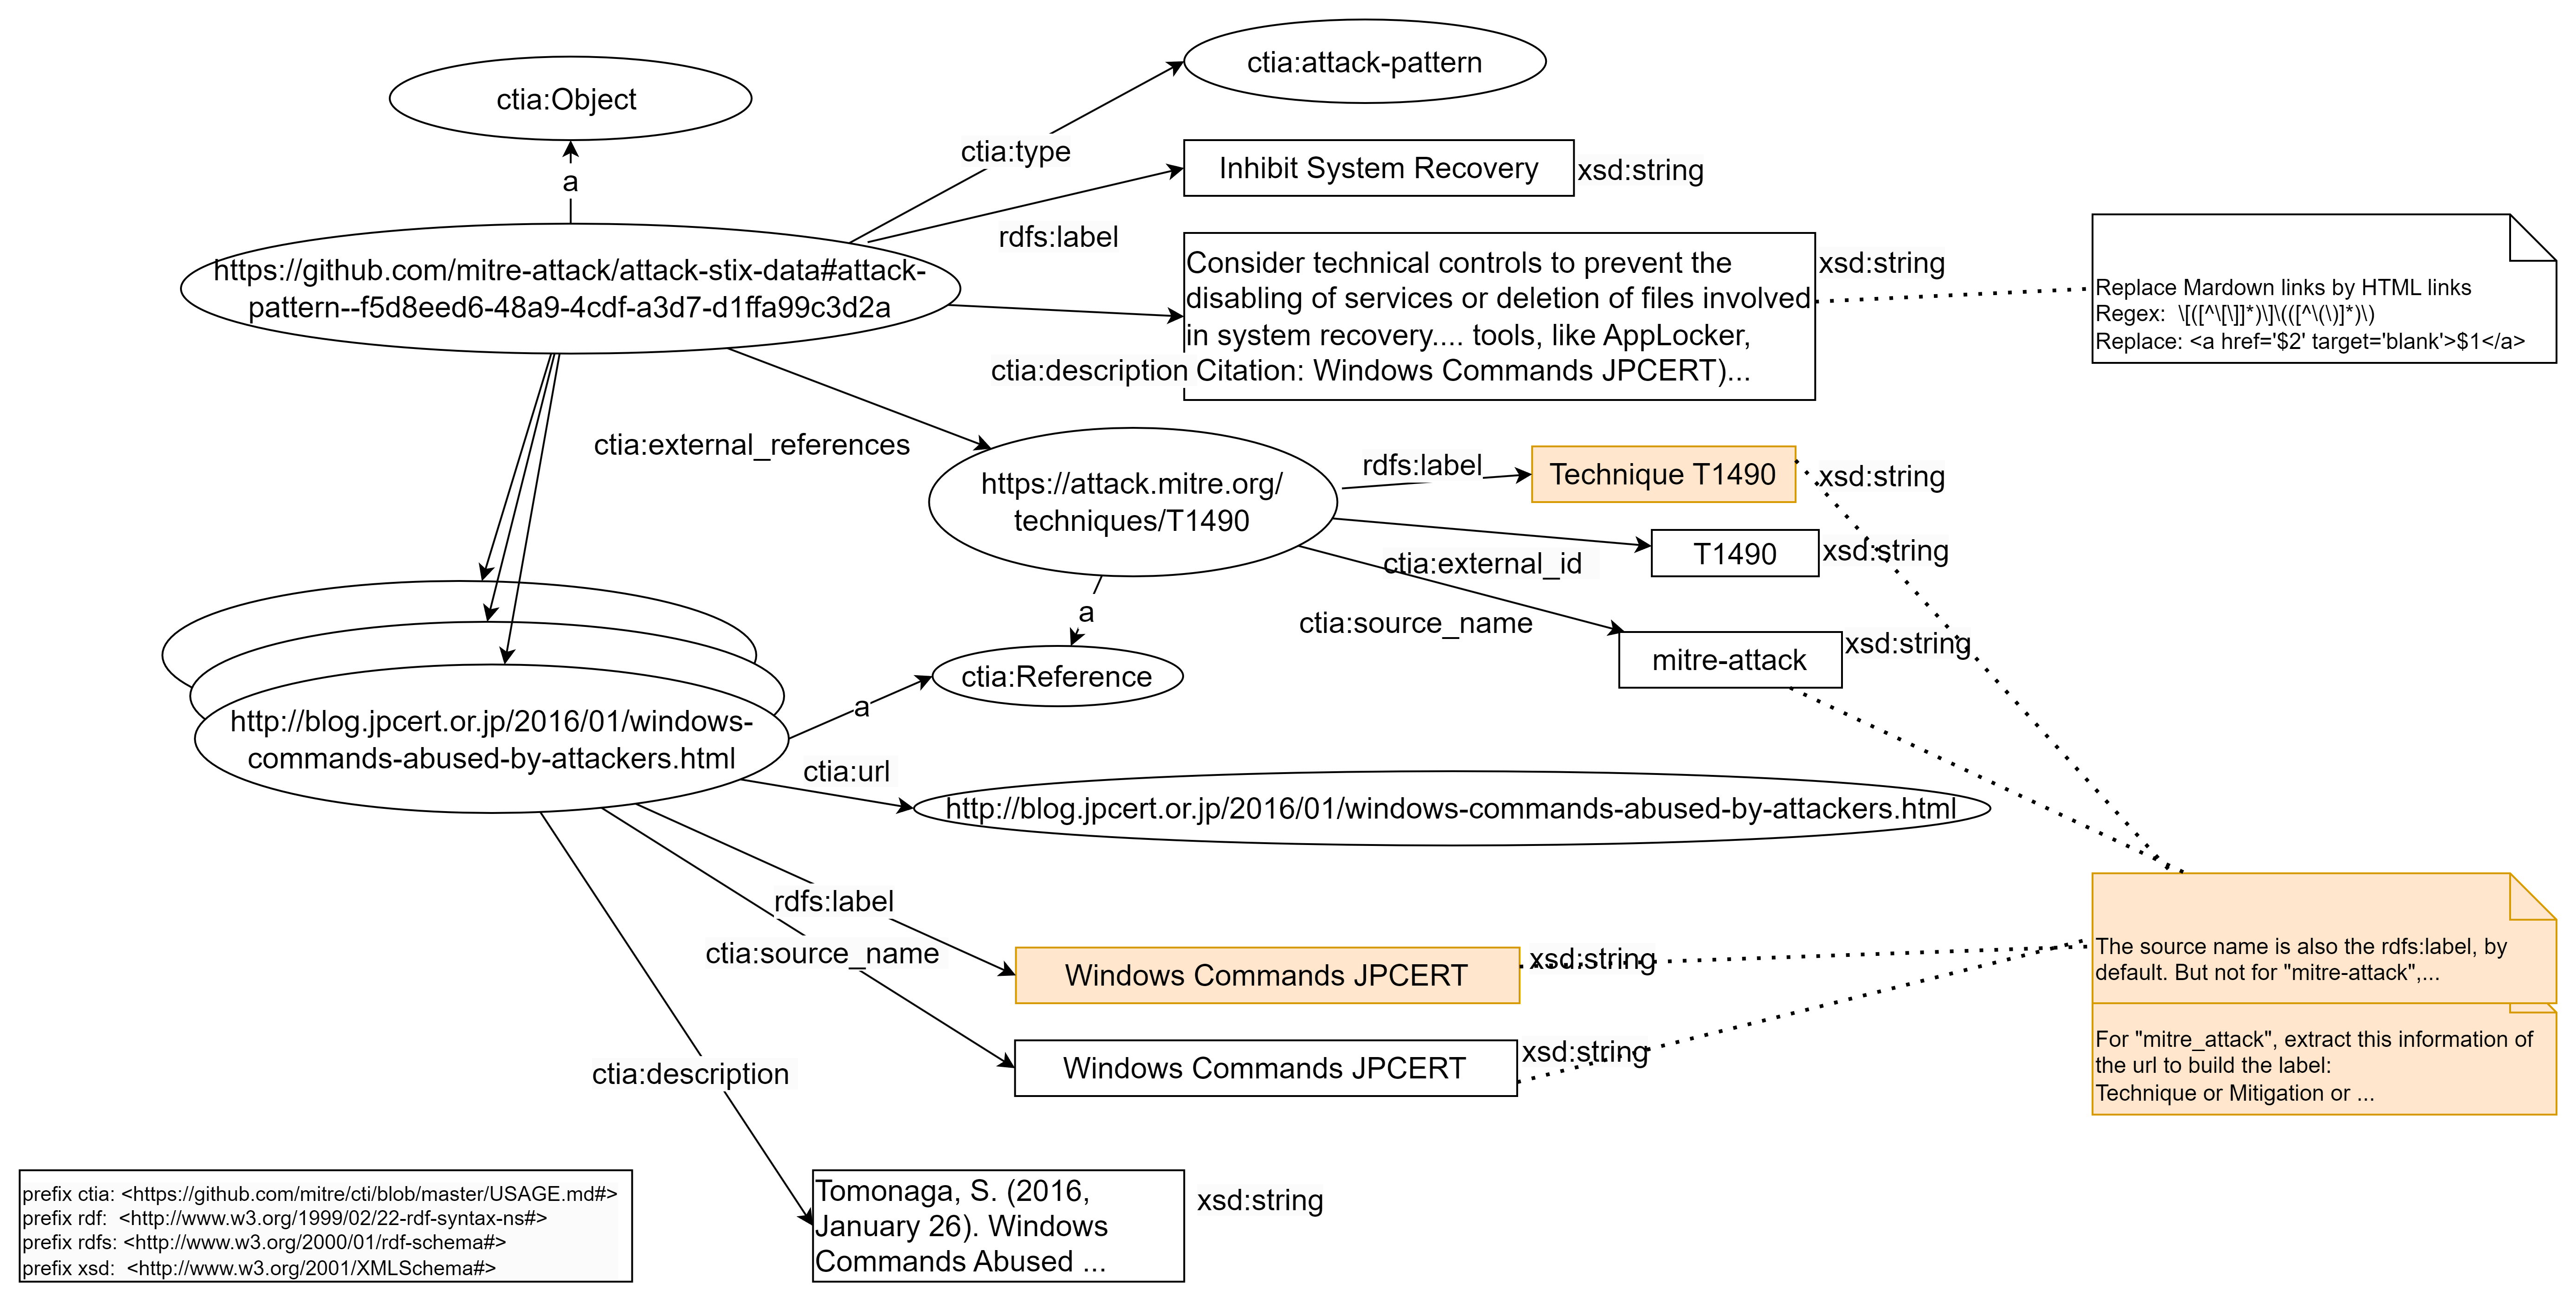 ctia:attack-pattern
ctia:Object
ctia:type
Inhibit System Recovery
xsd:string
a
rdfs:label
https://github.com/mitre-attack/attack-stix-data#attack-
pattern--f5d8eed6-48a9-4cdf-a3d7-d1ffa99c3d2a
Consider technical controls to prevent the
disabling of services or deletion of files involved
in system recovery.... tools, like AppLocker,
Citation: Windows Commands JPCERT)...
xsd:string
ctia:description
Replace Mardown links by HTML links
Regex:  \[([^\[\]]*)\]\(([^\(\)]*)\)
Replace: <a href='$2' target='blank'>$1</a>
ctia:external_references
https://attack.mitre.org/
techniques/T1490
rdfs:label
Technique T1490
xsd:string
ctia:external_id
T1490
xsd:string
ctia:source_name
mitre-attack
xsd:string
a
ctia:Reference
a
http://blog.jpcert.or.jp/2016/01/windows-
commands-abused-by-attackers.html
ctia:url
http://blog.jpcert.or.jp/2016/01/windows-commands-abused-by-attackers.html
rdfs:label
ctia:source_name
Windows Commands JPCERT
xsd:string
The source name is also the rdfs:label, by
default. But not for "mitre-attack",...
Windows Commands JPCERT
xsd:string
For "mitre_attack", extract this information of
the url to build the label:
Technique or Mitigation or ...
ctia:description
Tomonaga, S. (2016,
January 26). Windows
Commands Abused ...
xsd:string
prefix ctia: <https://github.com/mitre/cti/blob/master/USAGE.md#>
prefix rdf:  <http://www.w3.org/1999/02/22-rdf-syntax-ns#>
prefix rdfs: <http://www.w3.org/2000/01/rdf-schema#>
prefix xsd:  <http://www.w3.org/2001/XMLSchema#>